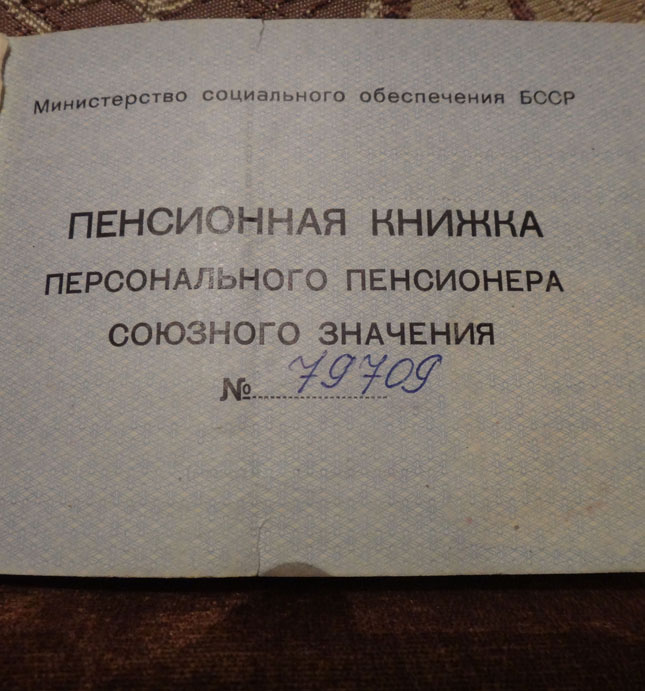 Министерство социального обеспечения БССР
ПЕНСИОННАЯ КНИЖКА
ПЕРСОНАЛЬНОГО ПЕНСИОНЕРА
СОЮЗНОГО ЗНАЧЕНИЯ
№ 79709